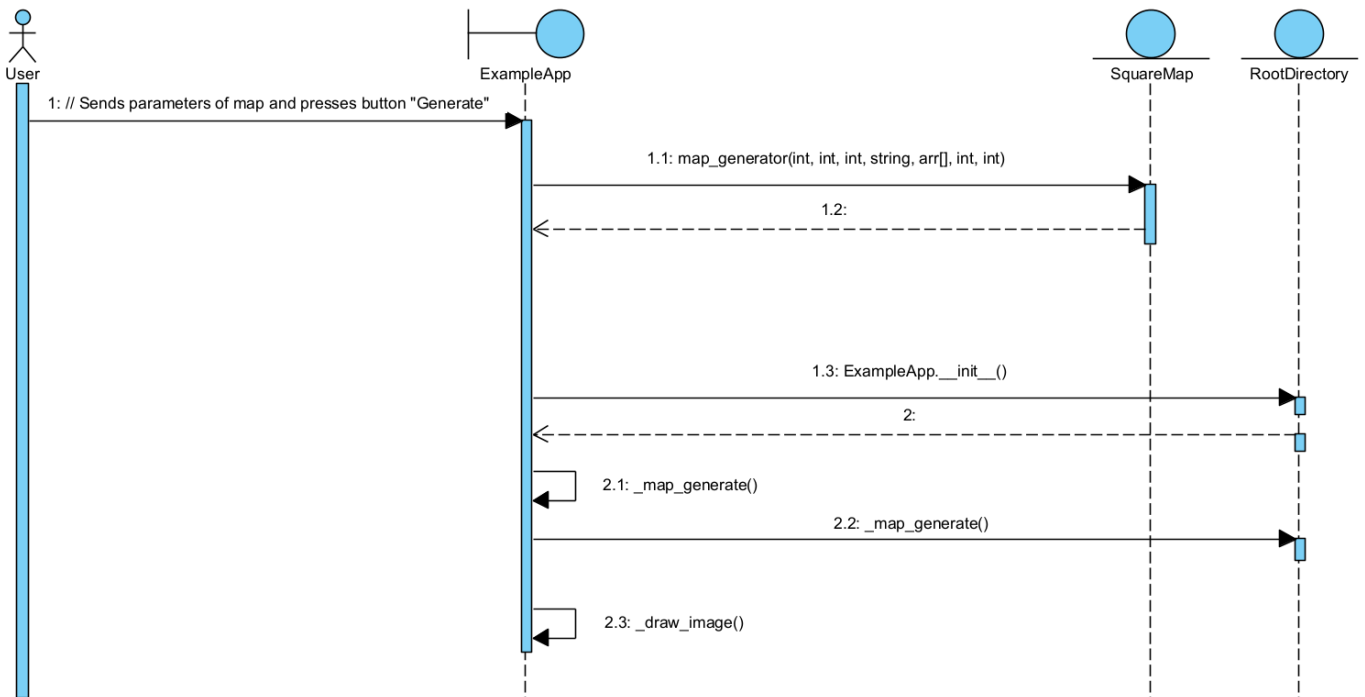 User
ExampleApp
SquareMap
RootDirectory
1: // Sends parameters of map and presses button "Generate"
1.1: map_generator(int, int, int, string, arr[], int, int)
1.2:
1.3: ExampleApp.__init__()
2:
2.1: _map_generate()
2.2: _map_generate()
2.3: _draw_image()